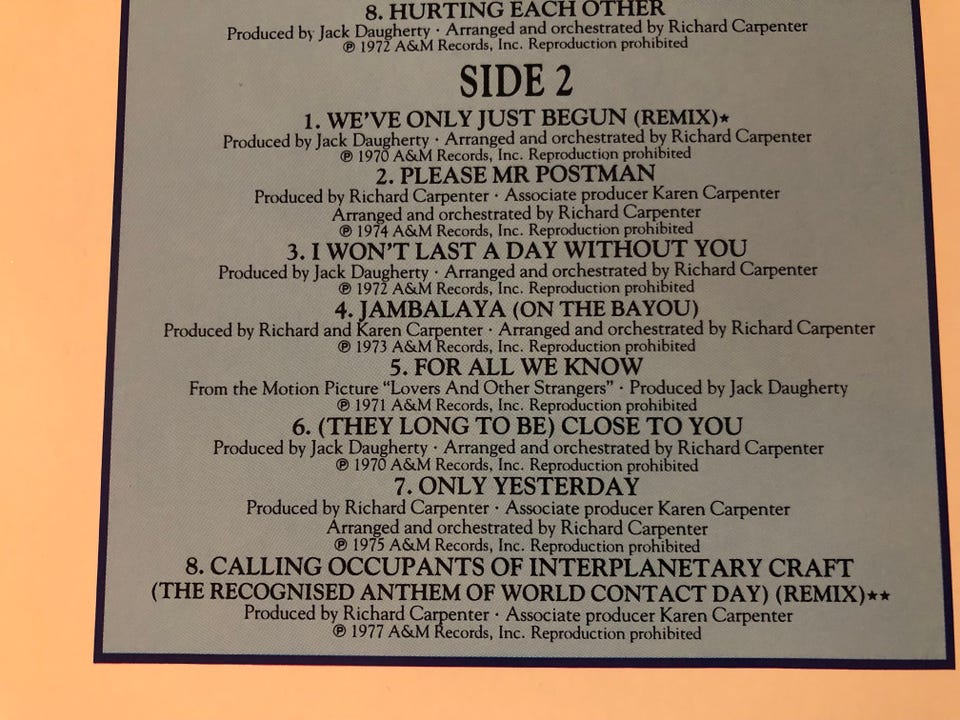 8. HURTING EACH OTHER
Produced by Jack Daugherty · Arranged and orchestrated by Richard Carpenter
℗ 1972 A&M Records, Inc. Reproduction prohibited
SIDE 2
1. WE'VE ONLY JUST BEGUN (REMIX)★
Produced by Jack Daugherty · Arranged and orchestrated by Richard Carpenter
℗ 1970 A&M Records, Inc. Reproduction prohibited
2. PLEASE MR POSTMAN
Produced by Richard Carpenter · Associate producer Karen Carpenter
Arranged and orchestrated by Richard Carpenter
℗ 1974 A&M Records, Inc. Reproduction prohibited
3. I WON'T LAST A DAY WITHOUT YOU
Produced by Jack Daugherty · Arranged and orchestrated by Richard Carpenter
℗ 1972 A&M Records, Inc. Reproduction prohibited
4. JAMBALAYA (ON THE BAYOU)
Produced by Richard and Karen Carpenter · Arranged and orchestrated by Richard Carpenter
℗ 1973 A&M Records, Inc. Reproduction prohibited
5. FOR ALL WE KNOW
From the Motion Picture "Lovers And Other Strangers" · Produced by Jack Daugherty
℗ 1971 A&M Records, Inc. Reproduction prohibited
6. (THEY LONG TO BE) CLOSE TO YOU
Produced by Jack Daugherty · Arranged and orchestrated by Richard Carpenter
℗ 1970 A&M Records, Inc. Reproduction prohibited
7. ONLY YESTERDAY
Produced by Richard Carpenter · Associate producer Karen Carpenter
Arranged and orchestrated by Richard Carpenter
℗ 1975 A&M Records, Inc. Reproduction prohibited
8. CALLING OCCUPANTS OF INTERPLANETARY CRAFT
(THE RECOGNISED ANTHEM OF WORLD CONTACT DAY) (REMIX)★★
Produced by Richard Carpenter · Associate producer Karen Carpenter
℗ 1977 A&M Records, Inc. Reproduction prohibited